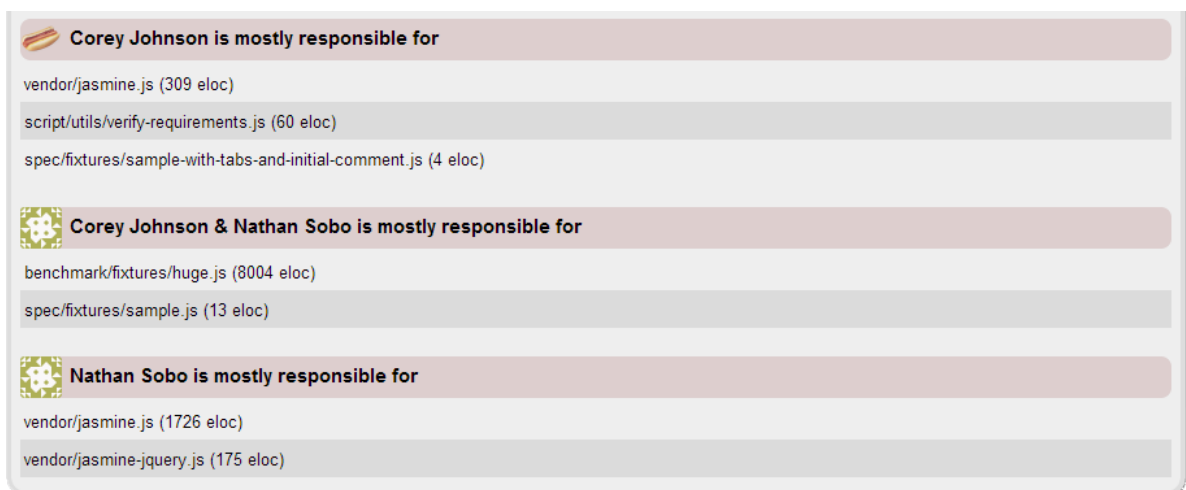 Corey Johnson is mostly responsible for
vendor/jasmine.js (309 eloc)
script/utils/verify-requirements.js (60 eloc)
spec/fixtures/sample-with-tabs-and-initial-comment.js (4 eloc)
Corey Johnson & Nathan Sobo is mostly responsible for
benchmark/fixtures/huge.js (8004 eloc)
spec/fixtures/sample.js (13 eloc)
Nathan Sobo is mostly responsible for
vendor/jasmine.js (1726 eloc)
vendor/jasmine-jquery.js (175 eloc)